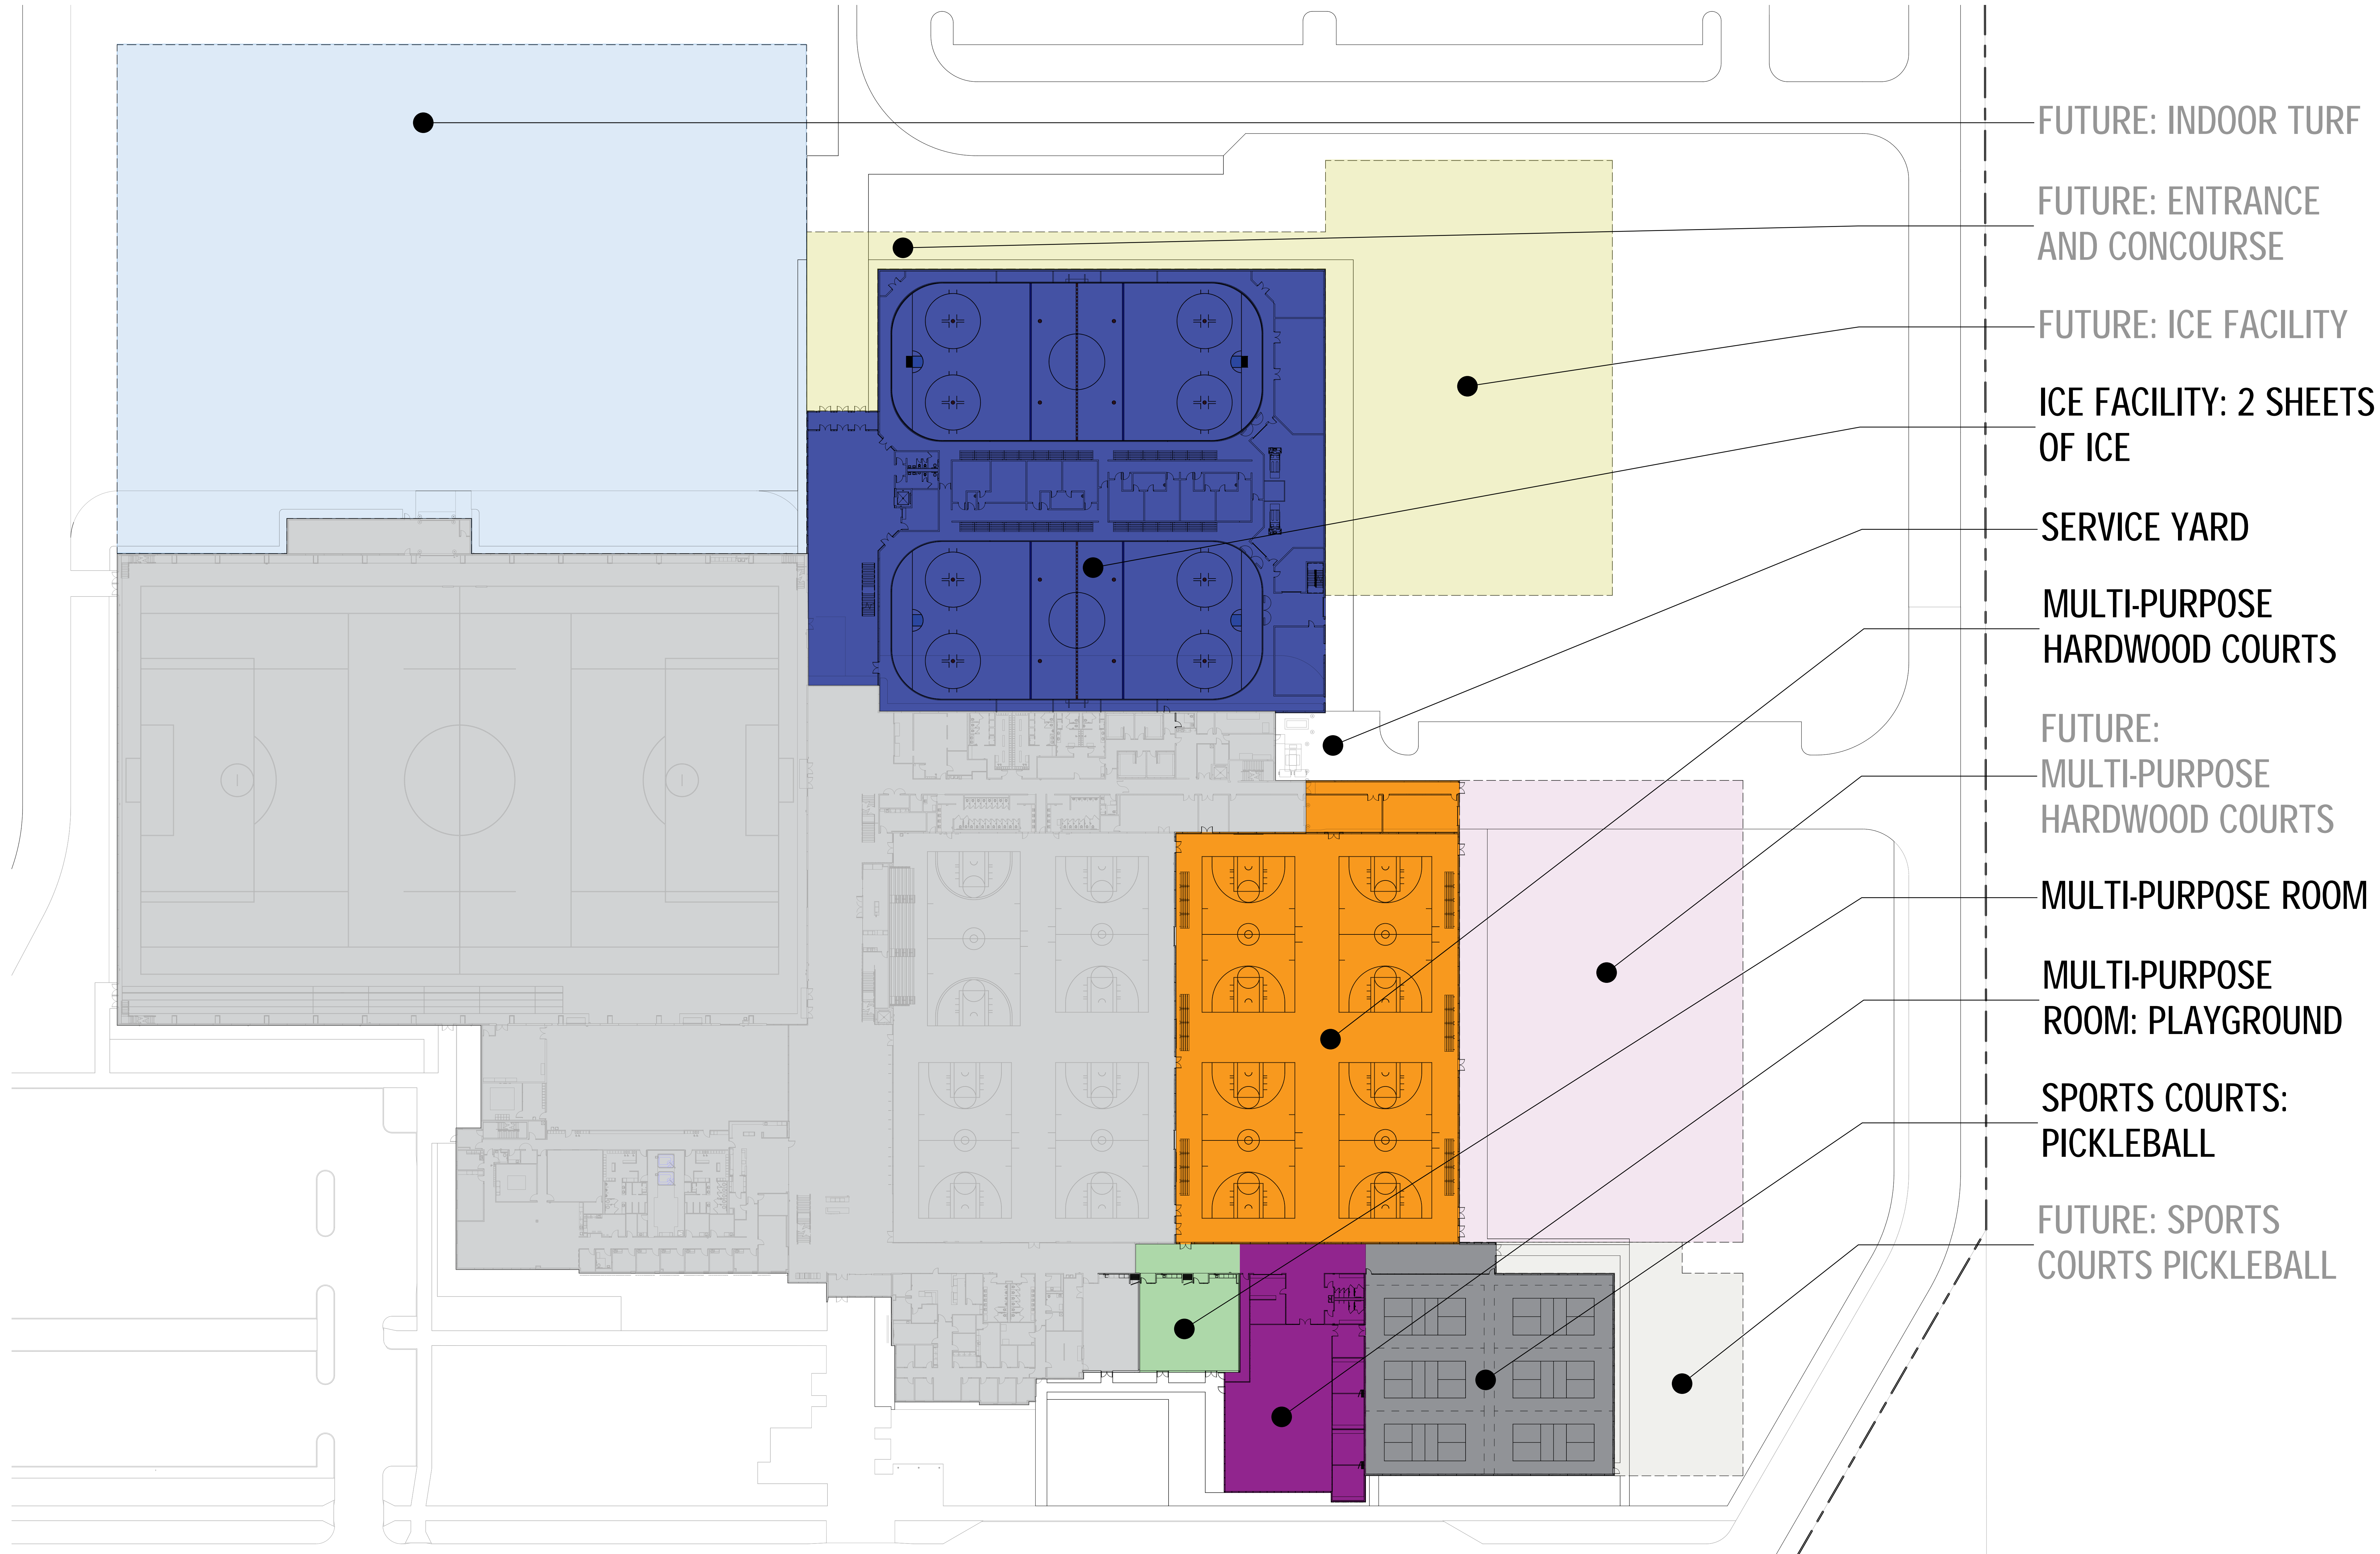 FUTURE: INDOOR TURF
FUTURE: ENTRANCE
AND CONCOURSE
FUTURE: ICE FACILITY
ICE FACILITY: 2 SHEETS
OF ICE
SERVICE YARD
MULTI-PURPOSE
HARDWOOD COURTS
FUTURE:
MULTI-PURPOSE
HARDWOOD COURTS
MULTI-PURPOSE ROOM
MULTI-PURPOSE
ROOM: PLAYGROUND
SPORTS COURTS:
PICKLEBALL
FUTURE: SPORTS
COURTS PICKLEBALL